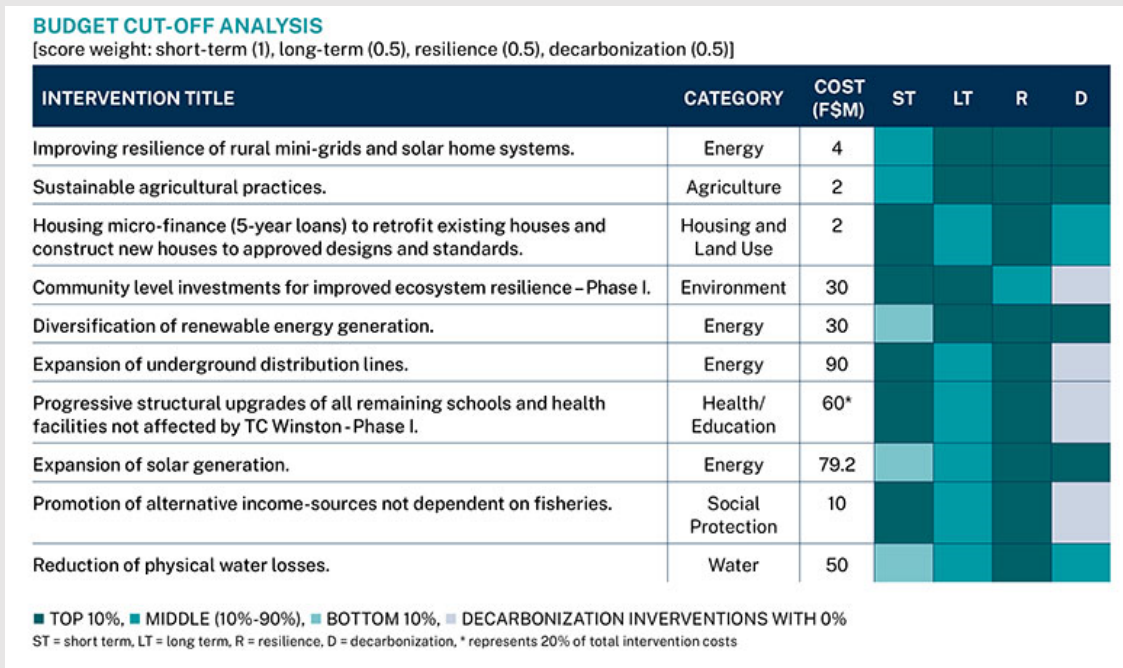 BUDGET CUT-OFF ANALYSIS
[score weight: short-term (1), long-term (0.5), resilience (0.5), decarbonization (0.5)]
INTERVENTION TITLE CATEGORY COST (F$M) ST LT R D
Improving resilience of rural mini-grids and solar home systems. Energy 4
Sustainable agricultural practices. Agriculture 2
Housing micro-finance (5-year loans) to retrofit existing houses and
construct new houses to approved designs and standards. Housing and
Land Use 2
Community level investments for improved ecosystem resilience – Phase I. Environment 30
Diversification of renewable energy generation. Energy 30
Expansion of underground distribution lines. Energy 90
Progressive structural upgrades of all remaining schools and health
facilities not affected by TC Winston - Phase I. Health/
Education 60*
Expansion of solar generation. Energy 79.2
Promotion of alternative income-sources not dependent on fisheries. Social
Protection 10
Reduction of physical water losses. Water 50
TOP 10%, MIDDLE (10%-90%), BOTTOM 10%, DECARBONIZATION INVERVENTIONS WITH 0%
ST = short term, LT = long term, R = resilience, D = decarbonization, * represents 20% of total intervention costs